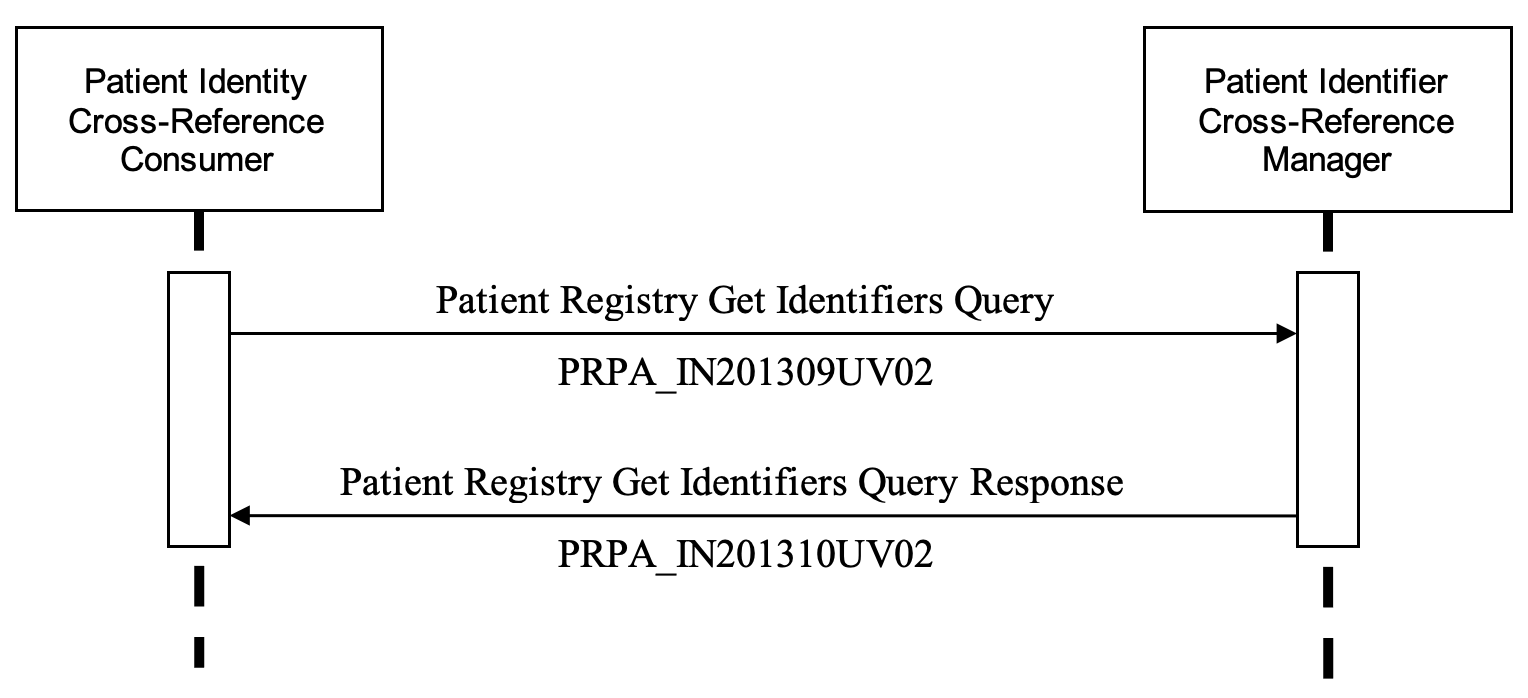 Patient Identity
Cross-Reference
Consumer
Patient Identifier
Cross-Reference
Manager
Patient Registry Get Identifiers Query
PRPA_IN201309UV02
Patient Registry Get Identifiers Query Response
PRPA_IN201310UV02